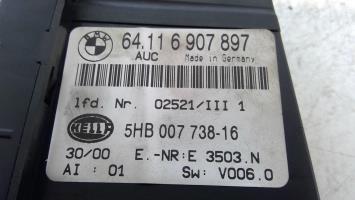 BMW
64.11 6 907 897
AUC Made in Germany
lfd. Nr. 02521/III 1
HELLA
5HB 007 738-16
30/00 E.-NR:E 3503.N
AI : 01 SW: V006.0